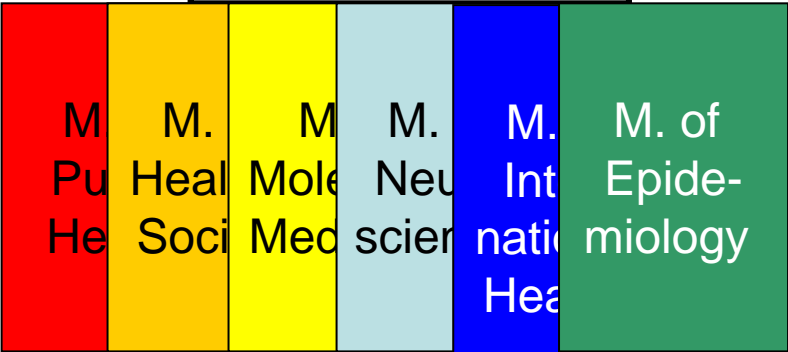 M.
Pu
He
M.
Heal
Soci
M
Mole
Med
M.
Neu
scien
M.
Int
natio
Hea
M. of
Epide-
miology